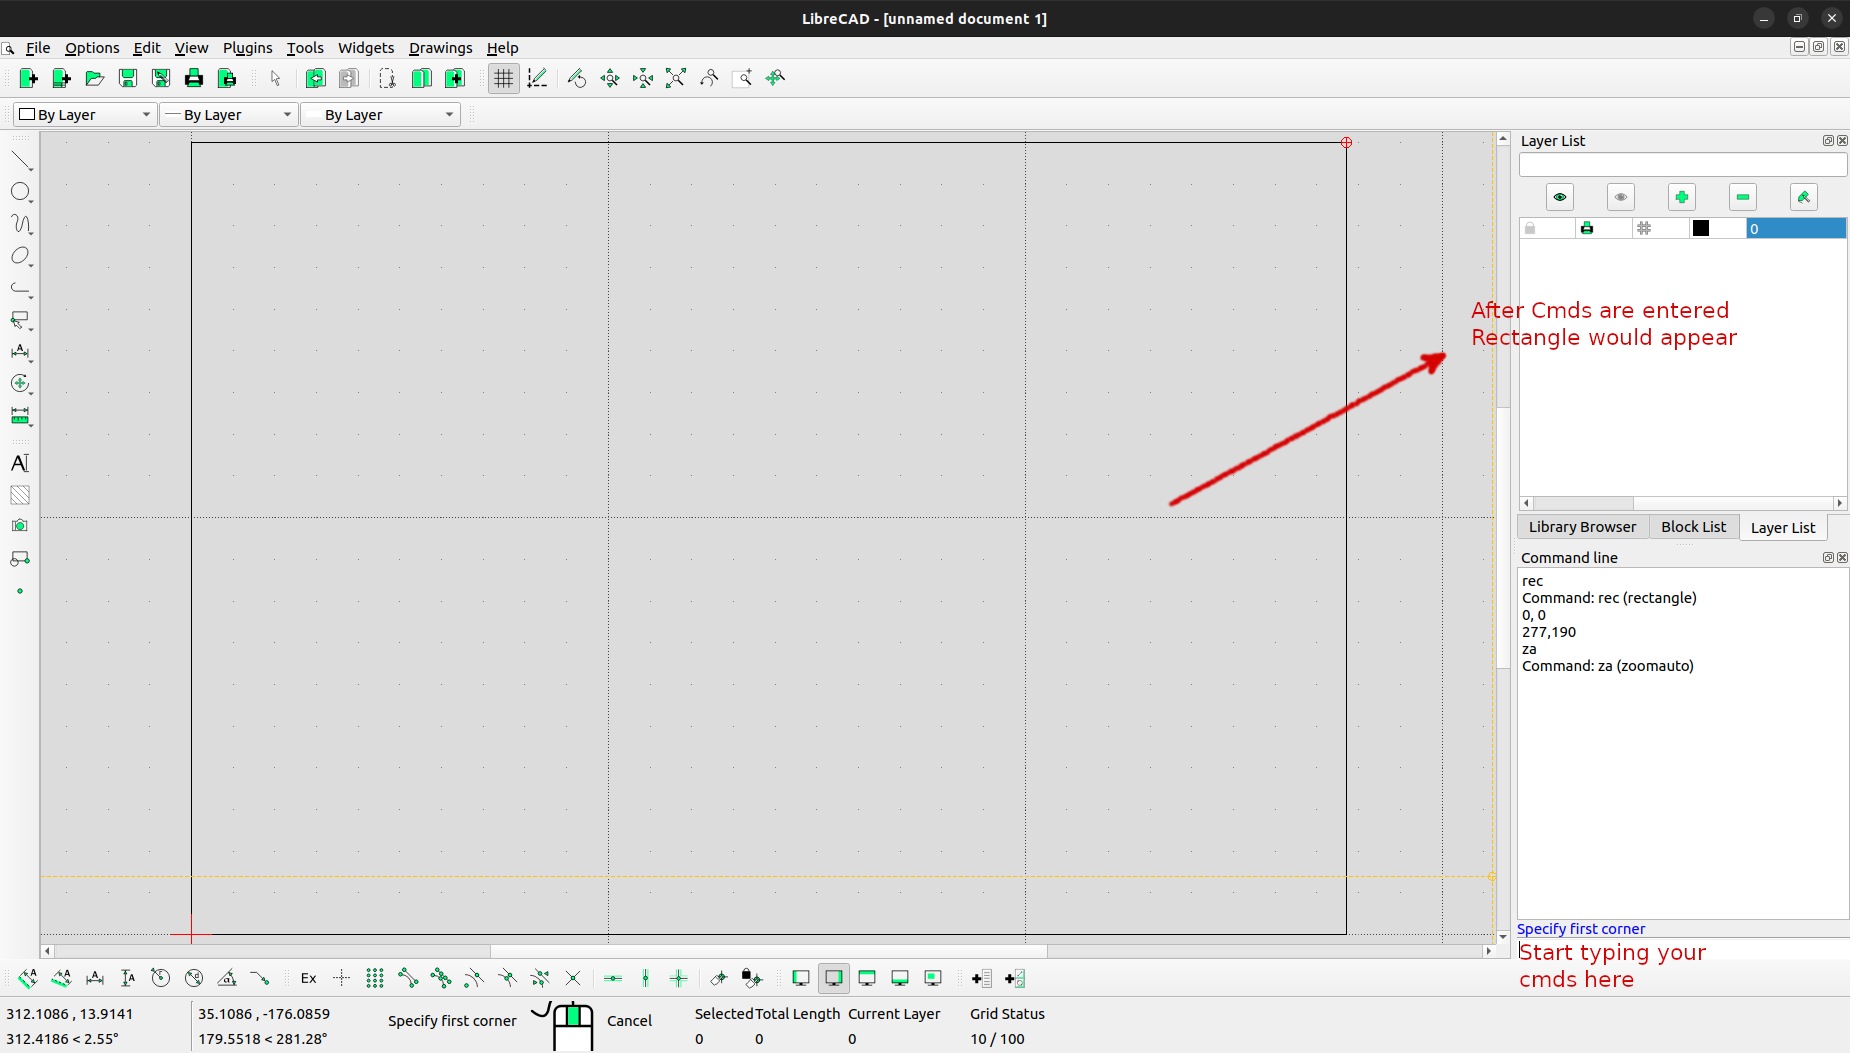 LibreCAD - [unnamed document 1]
File Options Edit View Plugins Tools Widgets Drawings Help
By Layer By Layer By Layer
Layer List
0
After Cmds are entered
Rectangle would appear
Library Browser Block List Layer List
Command line
rec
Command: rec (rectangle)
0, 0
277,190
za
Command: za (zoomauto)
Specify first corner
Start typing your
cmds here
Ex
312.1086 , 13.9141
312.4186 < 2.55°
35.1086 , -176.0859
179.5518 < 281.28°
Specify first corner Cancel
Selected Total Length Current Layer Grid Status
0 0 0 10 / 100